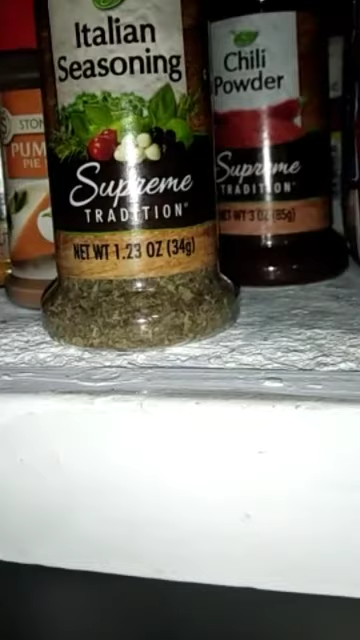 Italian
Seasoning
Supreme
TRADITION
NET WT 1.23 OZ (34g)
Chili
Powder
Supreme
TRADITION
NET WT 3 OZ (85g)
STON
PUM
PIE